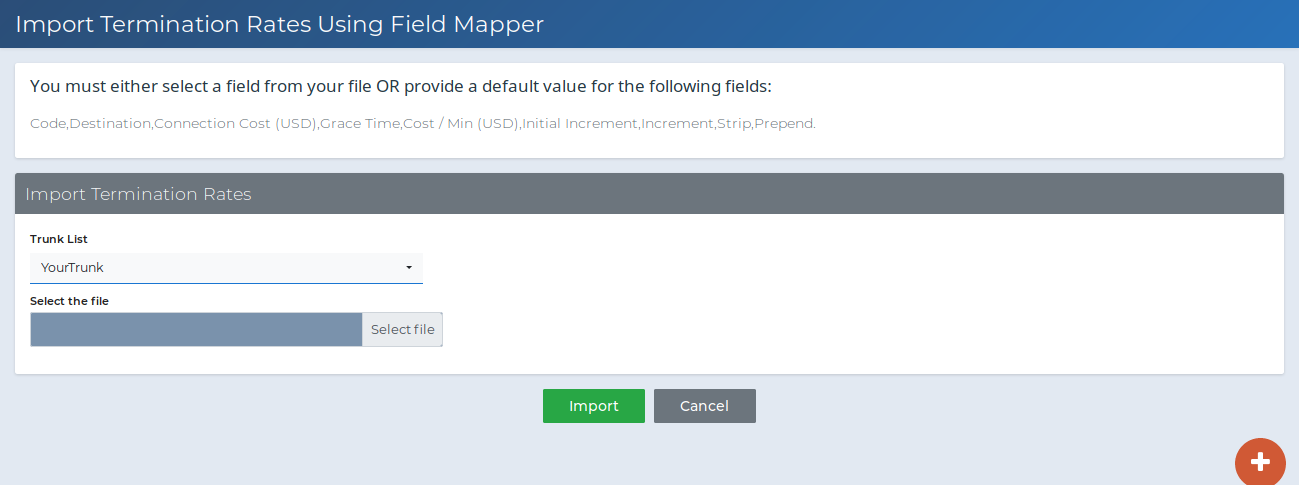 Import Termination Rates Using Field Mapper
You must either select a field from your file OR provide a default value for the following fields:
Code,Destination,Connection Cost (USD),Grace Time,Cost / Min (USD),Initial Increment,Increment,Strip,Prepend.
Import Termination Rates
Trunk List
YourTrunk
Select the file
Select file
Import Cancel